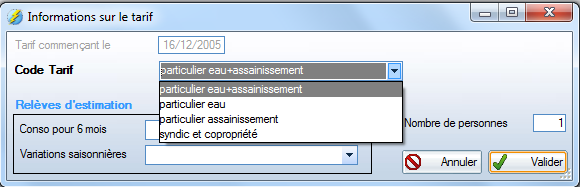 Informations sur le tarif
Tarif commençant le 16/12/2005
Code Tarif particulier eau+assainissement
particulier eau+assainissement
particulier eau
particulier assainissement
syndic et copropriété
Relèves d'estimation
Conso pour 6 mois
Nombre de personnes 1
Variations saisonnières
Annuler Valider